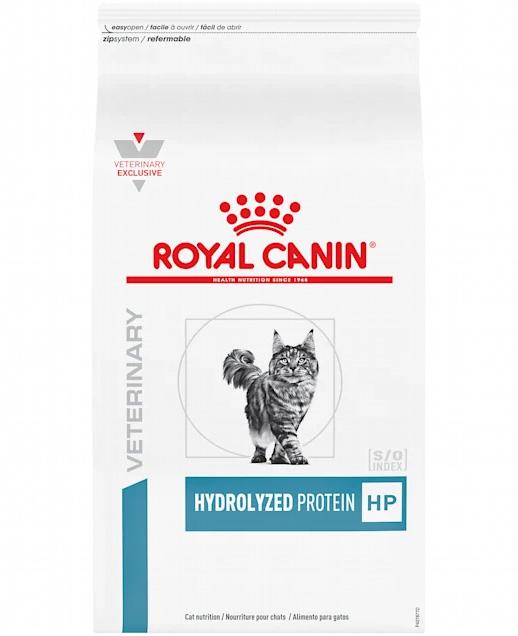 easyopen / facile à ouvrir / fácil de abrir
zipsystem / refermable
VETERINARY
EXCLUSIVE
ROYAL CANIN®
HEALTH NUTRITION SINCE 1968
VETERINARY
S/O
INDEX
HYDROLYZED PROTEIN HP
Cat nutrition / Nourriture pour chats / Alimento para gatos